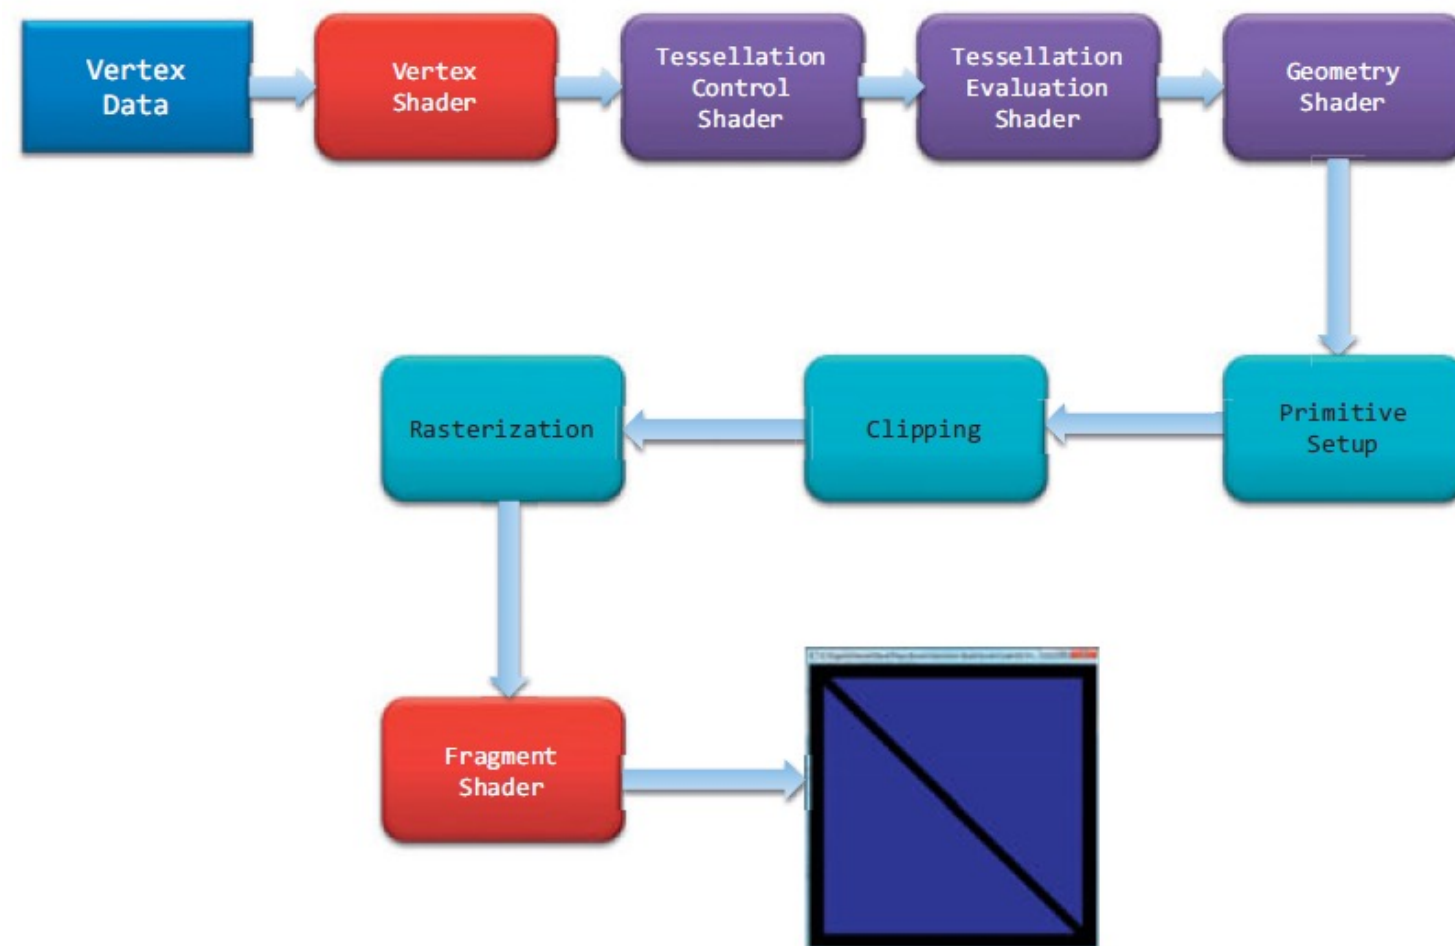 Vertex
Data
Vertex
Shader
Tessellation
Control
Shader
Tessellation
Evaluation
Shader
Geometry
Shader
Rasterization
Clipping
Primitive
Setup
Fragment
Shader